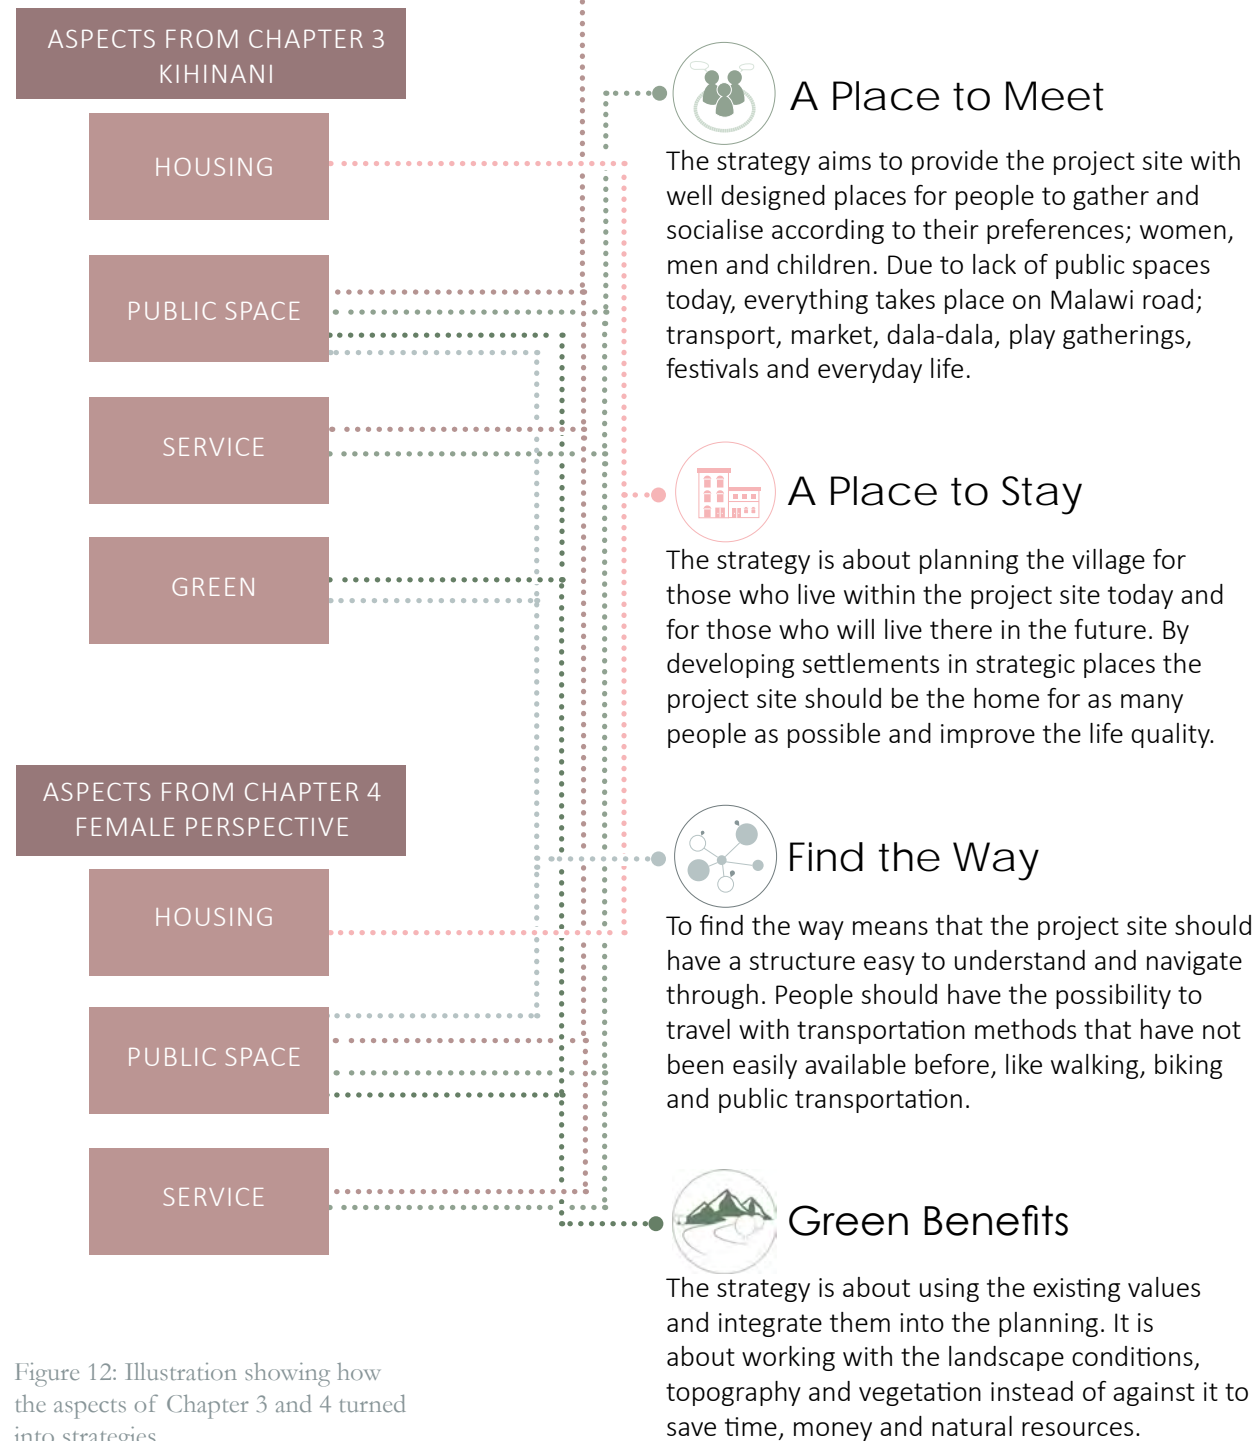 ASPECTS FROM CHAPTER 3
KIHINANI
HOUSING
PUBLIC SPACE
SERVICE
GREEN
ASPECTS FROM CHAPTER 4
FEMALE PERSPECTIVE
HOUSING
PUBLIC SPACE
SERVICE
Figure 12: Illustration showing how
the aspects of Chapter 3 and 4 turned
into strategies
A Place to Meet
The strategy aims to provide the project site with
well designed places for people to gather and
socialise according to their preferences; women,
men and children. Due to lack of public spaces
today, everything takes place on Malawi road;
transport, market, dala-dala, play gatherings,
festivals and everyday life.
A Place to Stay
The strategy is about planning the village for
those who live within the project site today and
for those who will live there in the future. By
developing settlements in strategic places the
project site should be the home for as many
people as possible and improve the life quality.
Find the Way
To find the way means that the project site should
have a structure easy to understand and navigate
through. People should have the possibility to
travel with transportation methods that have not
been easily available before, like walking, biking
and public transportation.
Green Benefits
The strategy is about using the existing values
and integrate them into the planning. It is
about working with the landscape conditions,
topography and vegetation instead of against it to
save time, money and natural resources.